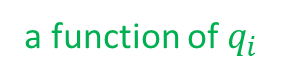 a function of qᵢ